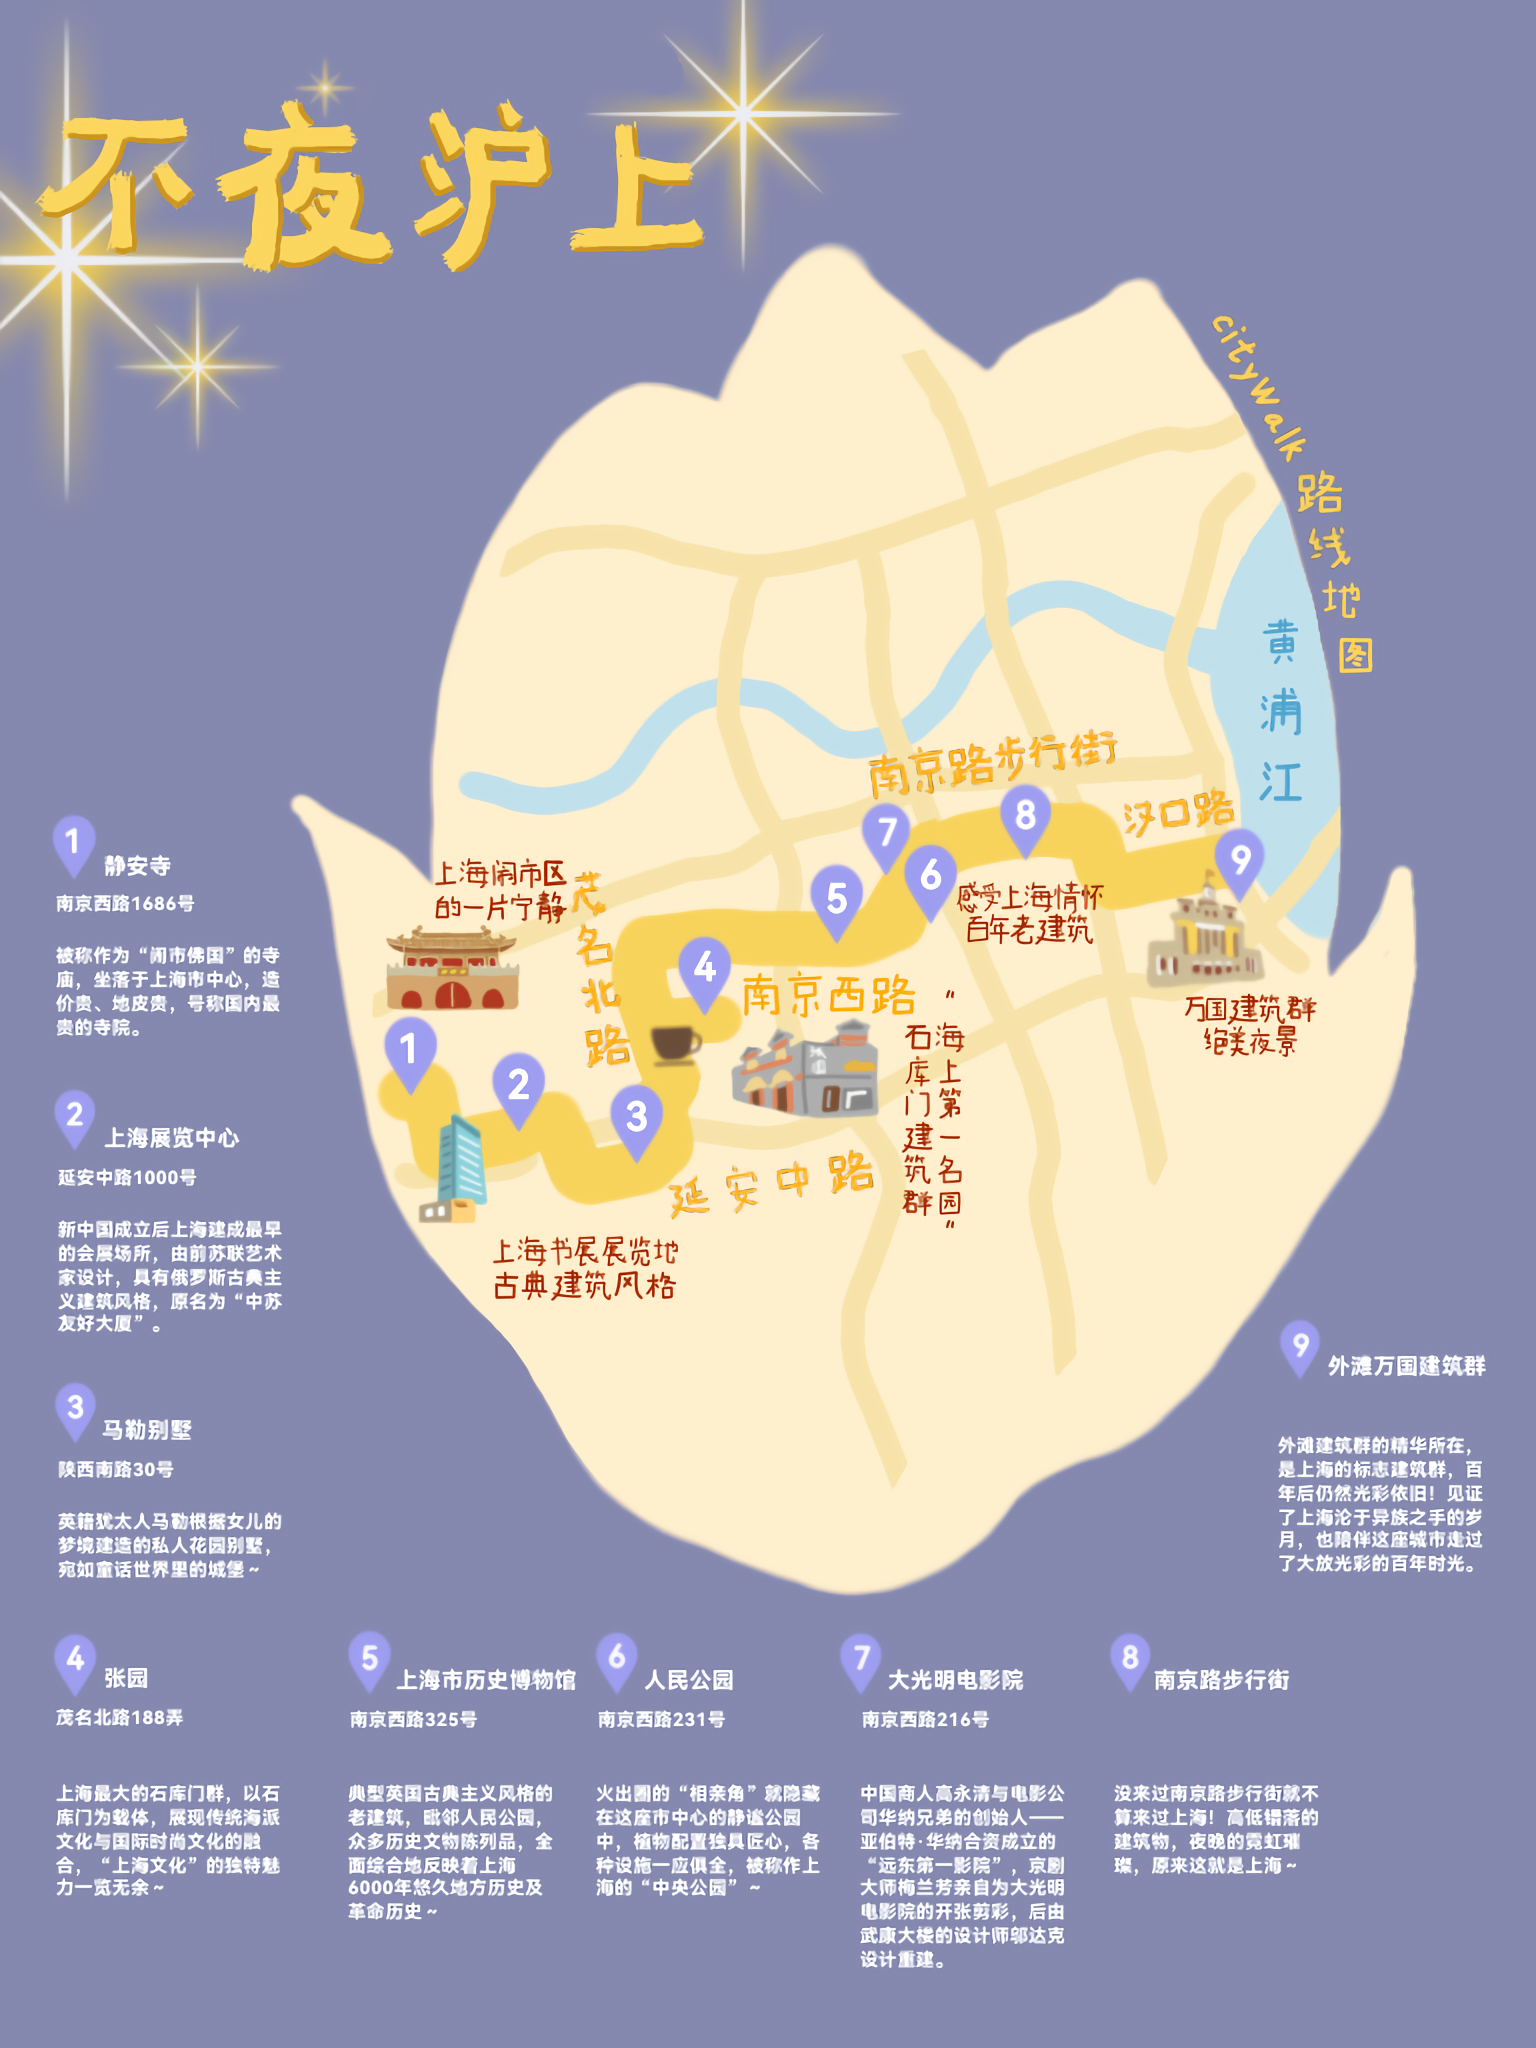 不夜沪上
citywalk路线地图
黄浦江
南京路步行街
汉口路
上海闹市区
的一片宁静
茂名北路
感受上海情怀
百年老建筑
南京西路
万国建筑群
绝美夜景
“海上第一名园“
石库门建筑群
延安中路
上海书展展览地
古典建筑风格
1
2
3
4
5
6
7
8
9
1 静安寺
南京西路1686号
被称作为“闹市佛国”的寺
庙，坐落于上海市中心，造
价贵、地皮贵，号称国内最
贵的寺院。
2 上海展览中心
延安中路1000号
新中国成立后上海建成最早
的会展场所，由前苏联艺术
家设计，具有俄罗斯古典主
义建筑风格，原名为“中苏
友好大厦”。
3 马勒别墅
陕西南路30号
英籍犹太人马勒根据女儿的
梦境建造的私人花园别墅，
宛如童话世界里的城堡~
9 外滩万国建筑群
外滩建筑群的精华所在，
是上海的标志建筑群，百
年后仍然光彩依旧！见证
了上海沦于异族之手的岁
月，也陪伴这座城市走过
了大放光彩的百年时光。
4 张园
茂名北路188弄
上海最大的石库门群，以石
库门为载体，展现传统海派
文化与国际时尚文化的融
合，“上海文化”的独特魅
力一览无余~
5 上海市历史博物馆
南京西路325号
典型英国古典主义风格的
老建筑，毗邻人民公园，
众多历史文物陈列品，全
面综合地反映着上海
6000年悠久地方历史及
革命历史~
6 人民公园
南京西路231号
火出圈的“相亲角”就隐藏
在这座市中心的静谧公园
中，植物配置独具匠心，各
种设施一应俱全，被称作上
海的“中央公园”~
7 大光明电影院
南京西路216号
中国商人高永清与电影公
司华纳兄弟的创始人——
亚伯特·华纳合资成立的
“远东第一影院”，京剧
大师梅兰芳亲自为大光明
电影院的开张剪彩，后由
武康大楼的设计师邬达克
设计重建。
8 南京路步行街
没来过南京路步行街就不
算来过上海！高低错落的
建筑物，夜晚的霓虹璀
璨，原来这就是上海~